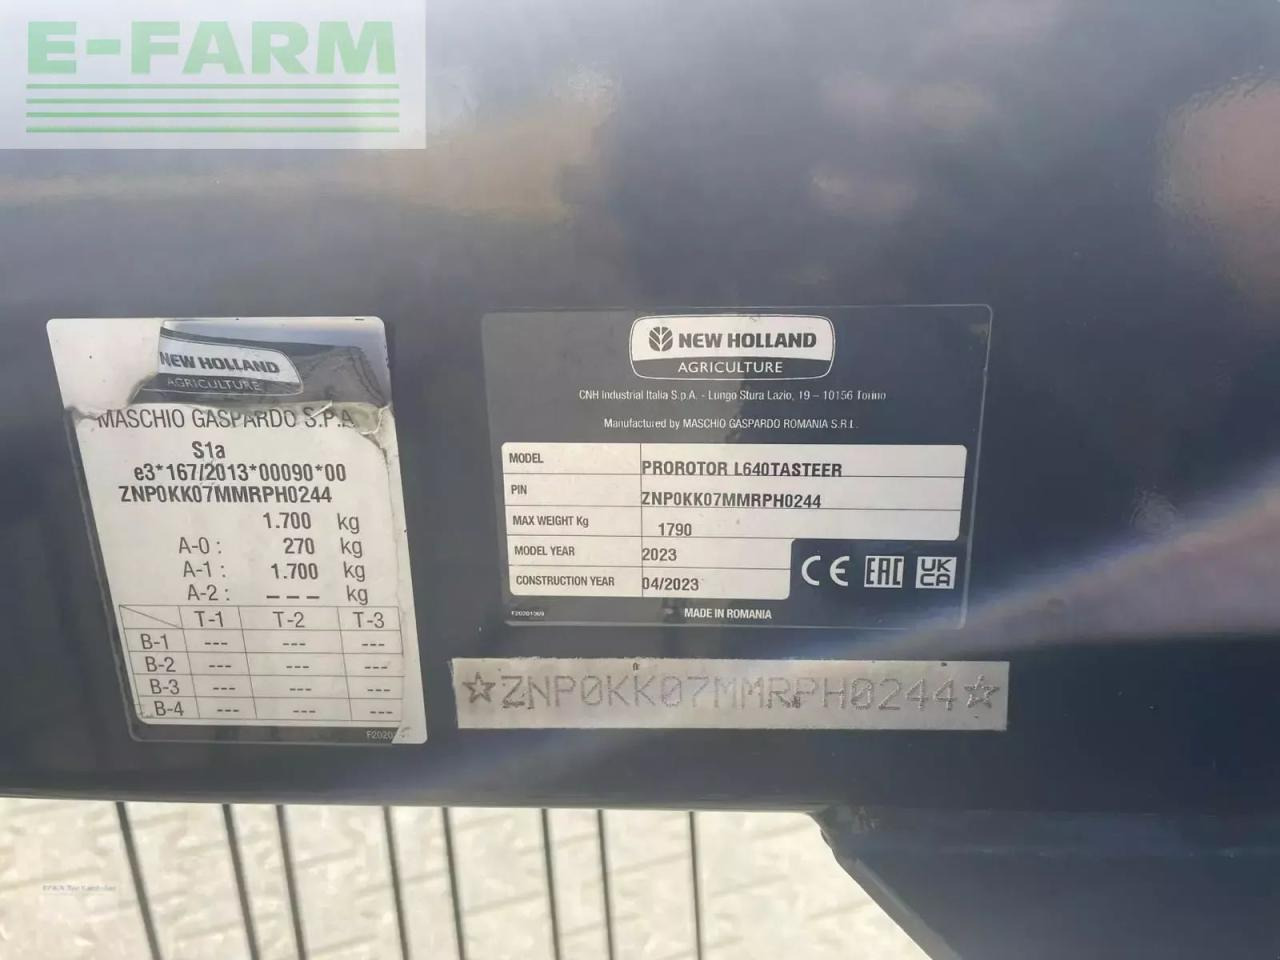 E-FARM
NEW HOLLAND
AGRICULTURE
MASCHIO GASPARDO S.P.A
S1a
e3*167/2013*00090*00
ZNP0KK07MMRPH0244
1.700 kg
A-0 : 270 kg
A-1 : 1.700 kg
A-2 : --- kg
T-1 T-2 T-3
B-1 --- --- ---
B-2 --- --- ---
B-3 --- --- ---
B-4 --- --- ---
NEW HOLLAND
AGRICULTURE
CNH Industrial Italia S.p.A. - Lungo Stura Lazio, 19 - 10156 Torino
Manufactured by MASCHIO GASPARDO ROMANIA S.R.L.
MODEL PROROTOR L640TASTEER
PIN ZNP0KK07MMRPH0244
MAX WEIGHT Kg 1790
MODEL YEAR 2023
CONSTRUCTION YEAR 04/2023
CE EAC UK CA
MADE IN ROMANIA
☆ZNP0KK07MMRPH0244☆